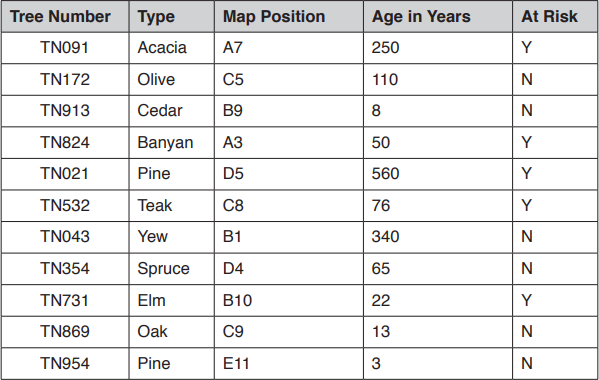 Tree Number Type Map Position Age in Years At Risk
TN091 Acacia A7 250 Y
TN172 Olive C5 110 N
TN913 Cedar B9 8 N
TN824 Banyan A3 50 Y
TN021 Pine D5 560 Y
TN532 Teak C8 76 Y
TN043 Yew B1 340 N
TN354 Spruce D4 65 N
TN731 Elm B10 22 Y
TN869 Oak C9 13 N
TN954 Pine E11 3 N